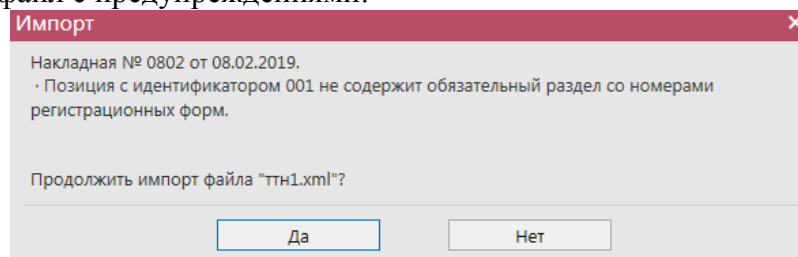 файл с предупреждениями.
Импорт
Накладная № 0802 от 08.02.2019.
· Позиция с идентификатором 001 не содержит обязательный раздел со номерами
регистрационных форм.
Продолжить импорт файла "ттн1.xml"?
Да Нет